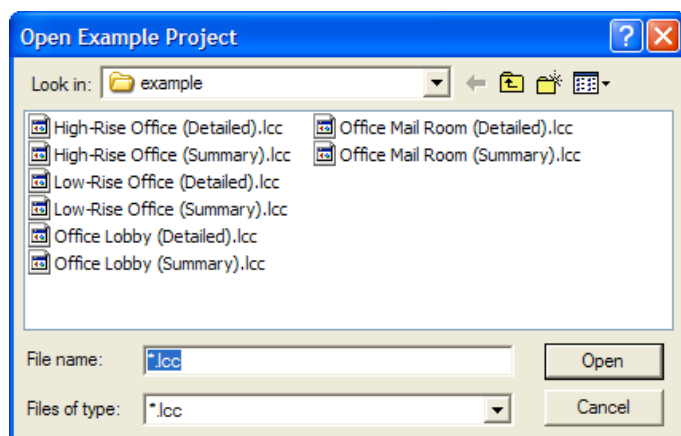 Open Example Project
Look in: example
High-Rise Office (Detailed).lcc
High-Rise Office (Summary).lcc
Low-Rise Office (Detailed).lcc
Low-Rise Office (Summary).lcc
Office Lobby (Detailed).lcc
Office Lobby (Summary).lcc
Office Mail Room (Detailed).lcc
Office Mail Room (Summary).lcc
File name: *.lcc
Open
Files of type: *.lcc
Cancel